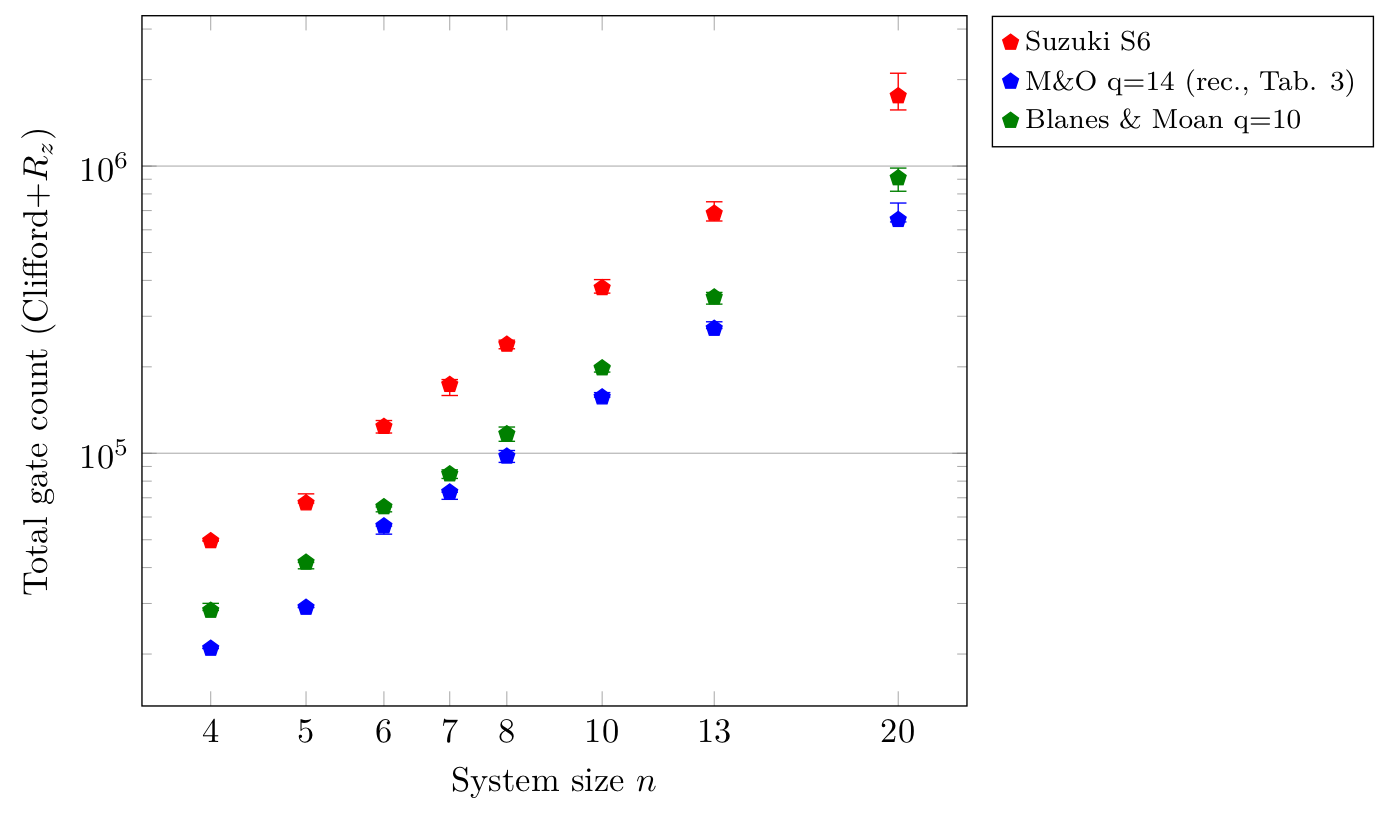 Total gate count (Clifford+R_z)
10^6
10^5
4 5 6 7 8 10 13 20
System size n
Suzuki S6
M&O q=14 (rec., Tab. 3)
Blanes & Moan q=10